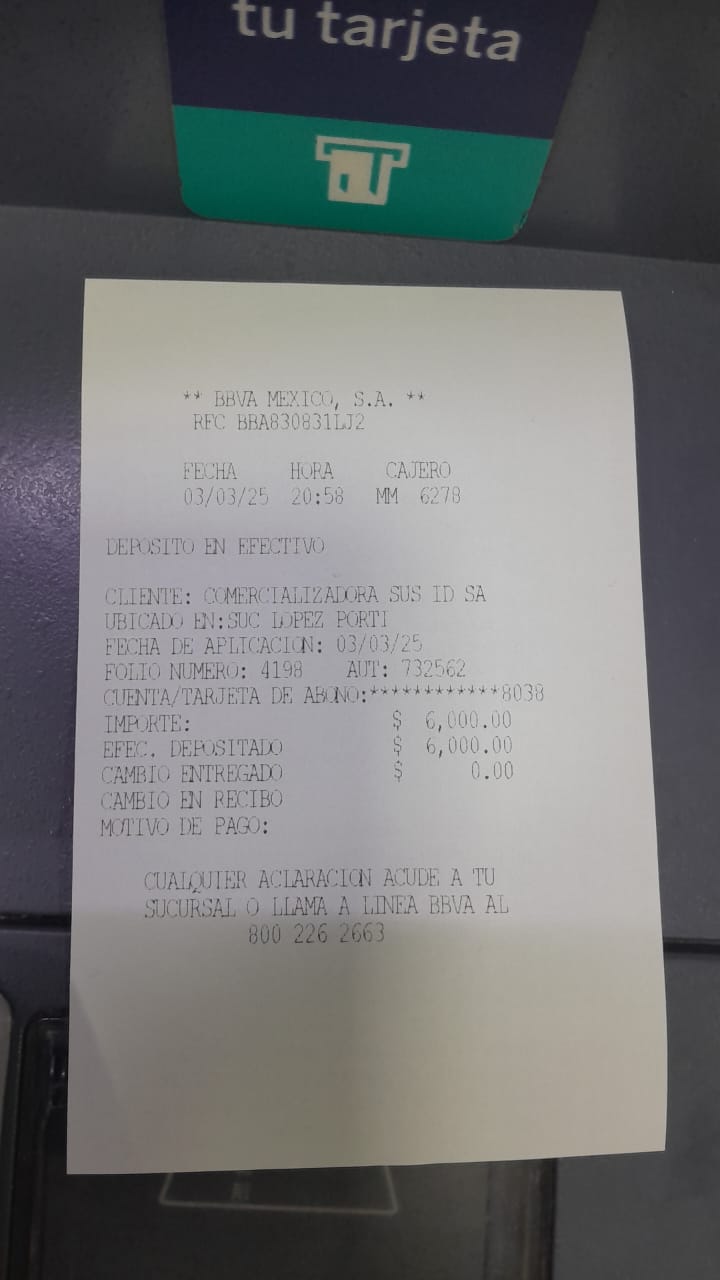 tu tarjeta
** BBVA MEXICO, S.A. **
RFC BBA830831LJ2
FECHA HORA CAJERO
03/03/25 20:58 MM 6278
DEPOSITO EN EFECTIVO
CLIENTE: COMERCIALIZADORA SUS ID SA
UBICADO EN:SUC LOPEZ PORTI
FECHA DE APLICACION: 03/03/25
FOLIO NUMERO: 4198 AUT: 732562
CUENTA/TARJETA DE ABONO:************8038
IMPORTE: $ 6,000.00
EFEC. DEPOSITADO $ 6,000.00
CAMBIO ENTREGADO $ 0.00
CAMBIO EN RECIBO
MOTIVO DE PAGO:
CUALQUIER ACLARACION ACUDE A TU
SUCURSAL O LLAMA A LINEA BBVA AL
800 226 2663